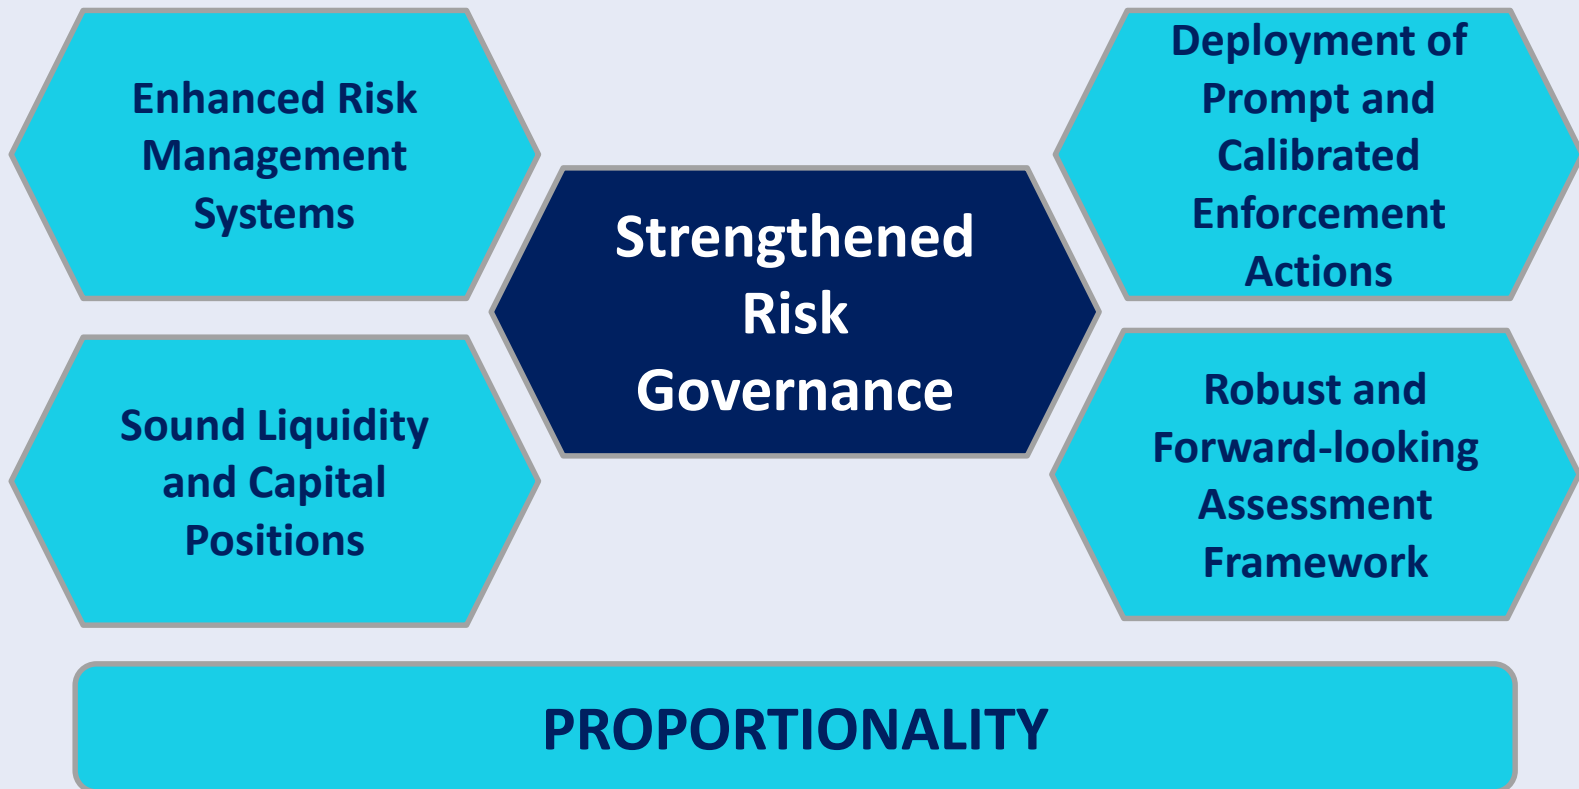 Enhanced Risk
Management
Systems
Sound Liquidity
and Capital
Positions
Strengthened
Risk
Governance
Deployment of
Prompt and
Calibrated
Enforcement
Actions
Robust and
Forward-looking
Assessment
Framework
PROPORTIONALITY